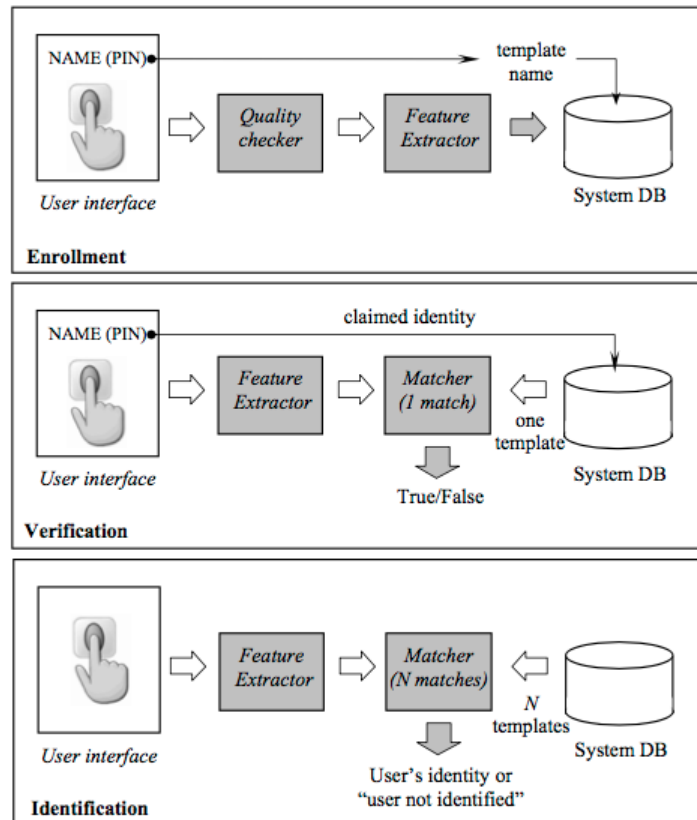 NAME (PIN)
template
name
Quality
checker
Feature
Extractor
User interface
System DB
Enrollment
NAME (PIN)
claimed identity
Feature
Extractor
Matcher
(1 match)
one
template
User interface
True/False
System DB
Verification
Feature
Extractor
Matcher
(N matches)
N
templates
User interface
System DB
User's identity or
“user not identified”
Identification